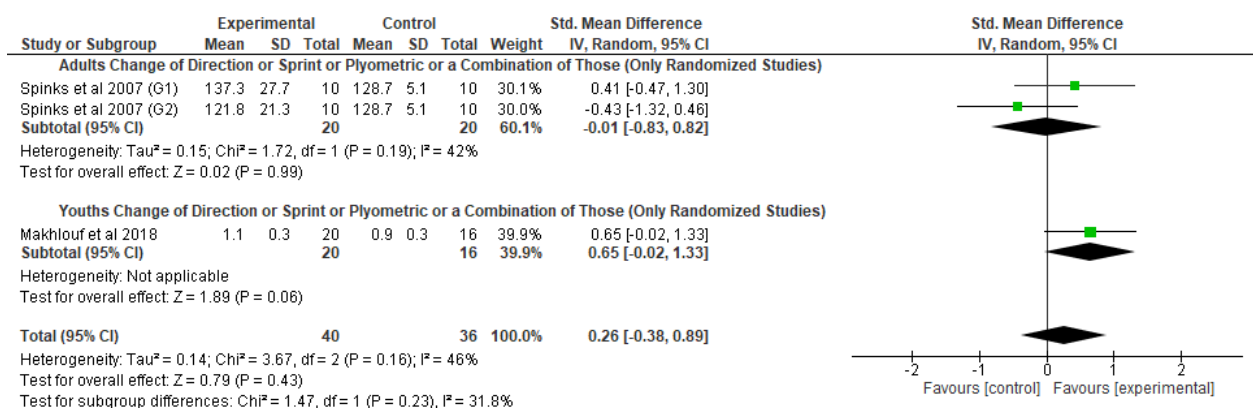 Experimental Control Std. Mean Difference Std. Mean Difference
Study or Subgroup Mean SD Total Mean SD Total Weight IV, Random, 95% CI IV, Random, 95% CI
Adults Change of Direction or Sprint or Plyometric or a Combination of Those (Only Randomized Studies)
Spinks et al 2007 (G1) 137.3 27.7 10 128.7 5.1 10 30.1% 0.41 [-0.47, 1.30]
Spinks et al 2007 (G2) 121.8 21.3 10 128.7 5.1 10 30.0% -0.43 [-1.32, 0.46]
Subtotal (95% CI) 20 20 60.1% -0.01 [-0.83, 0.82]
Heterogeneity: Tau² = 0.15; Chi² = 1.72, df = 1 (P = 0.19); I² = 42%
Test for overall effect: Z = 0.02 (P = 0.99)
Youths Change of Direction or Sprint or Plyometric or a Combination of Those (Only Randomized Studies)
Makhlouf et al 2018 1.1 0.3 20 0.9 0.3 16 39.9% 0.65 [-0.02, 1.33]
Subtotal (95% CI) 20 16 39.9% 0.65 [-0.02, 1.33]
Heterogeneity: Not applicable
Test for overall effect: Z = 1.89 (P = 0.06)
Total (95% CI) 40 36 100.0% 0.26 [-0.38, 0.89]
Heterogeneity: Tau² = 0.14; Chi² = 3.67, df = 2 (P = 0.16); I² = 46%
Test for overall effect: Z = 0.79 (P = 0.43)
Test for subgroup differences: Chi² = 1.47, df = 1 (P = 0.23), I² = 31.8%
-2 -1 0 1 2
Favours [control] Favours [experimental]